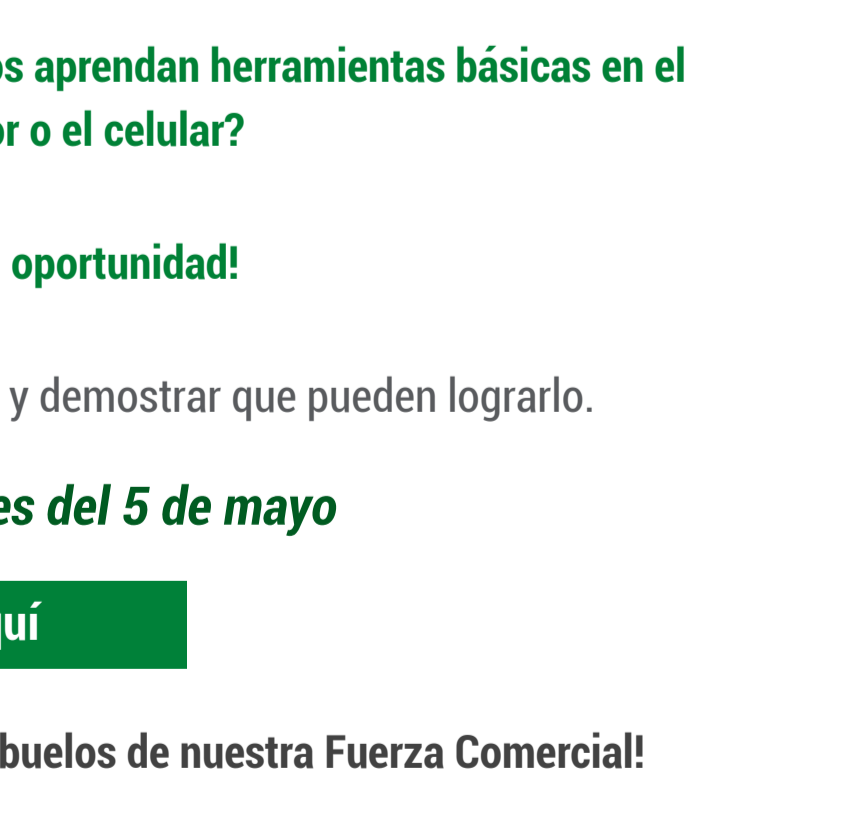 os aprendan herramientas básicas en el
or o el celular?
oportunidad!
y demostrar que pueden lograrlo.
es del 5 de mayo
quí
buelos de nuestra Fuerza Comercial!